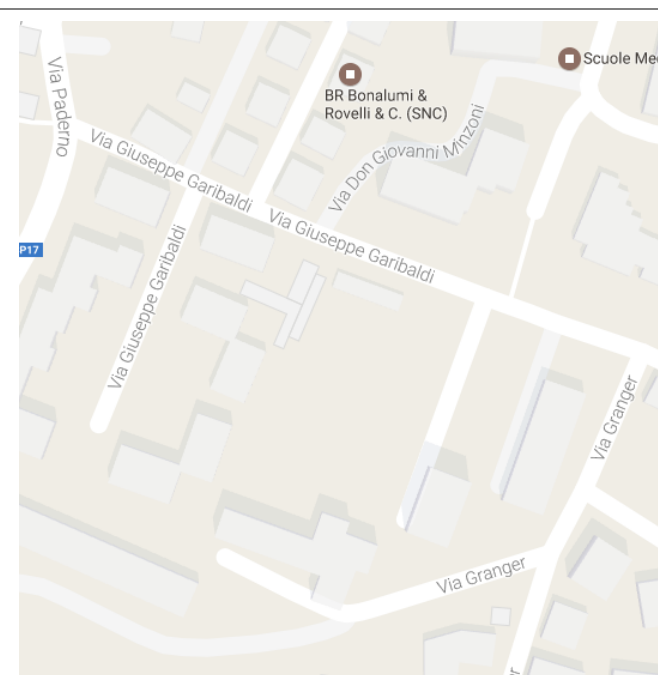 Scuole Me
Via Paderno
BR Bonalumi &
Rovelli & C. (SNC)
Via Don Giovanni Minzoni
Via Giuseppe Garibaldi
Via Giuseppe Garibaldi
P17
Via Giuseppe Garibaldi
Via Granger
Via Granger
er